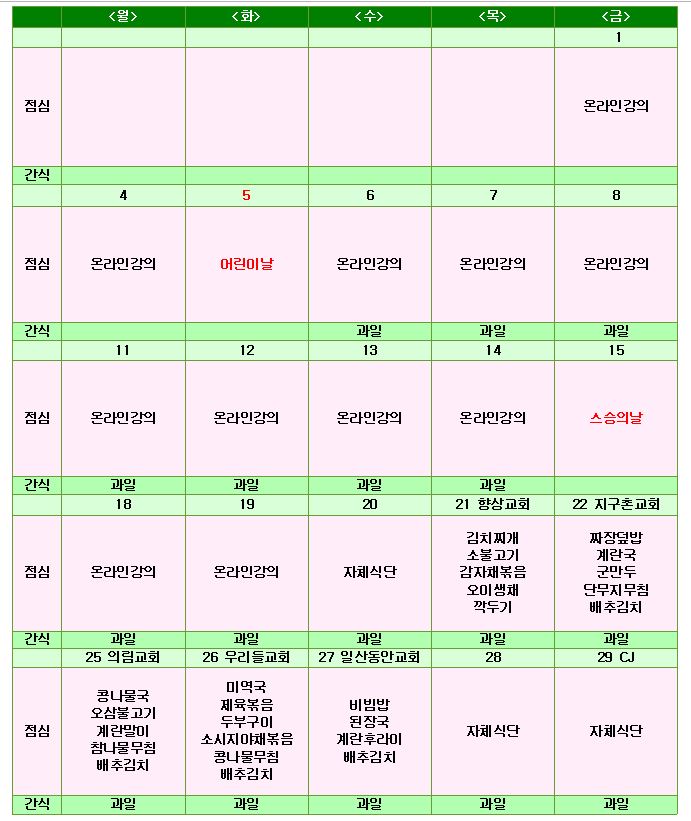 <월> <화> <수> <목> <금>
1
점심 온라인강의
간식
4 5 6 7 8
점심 온라인강의 어린이날 온라인강의 온라인강의 온라인강의
간식 과일 과일 과일
11 12 13 14 15
점심 온라인강의 온라인강의 온라인강의 온라인강의 스승의날
간식 과일 과일 과일 과일
18 19 20 21 향상교회 22 지구촌교회
점심 온라인강의 온라인강의 자체식단
김치찌개
소불고기
감자채볶음
오이생채
깍두기
짜장덮밥
계란국
군만두
단무지무침
배추김치
간식 과일 과일 과일 과일 과일
25 의림교회 26 우리들교회 27 일산동안교회 28 29 CJ
점심
콩나물국
오삼불고기
계란말이
참나물무침
배추김치
미역국
제육볶음
두부구이
소시지야채볶음
콩나물무침
배추김치
비빔밥
된장국
계란후라이
배추김치
자체식단
자체식단
간식 과일 과일 과일 과일 과일